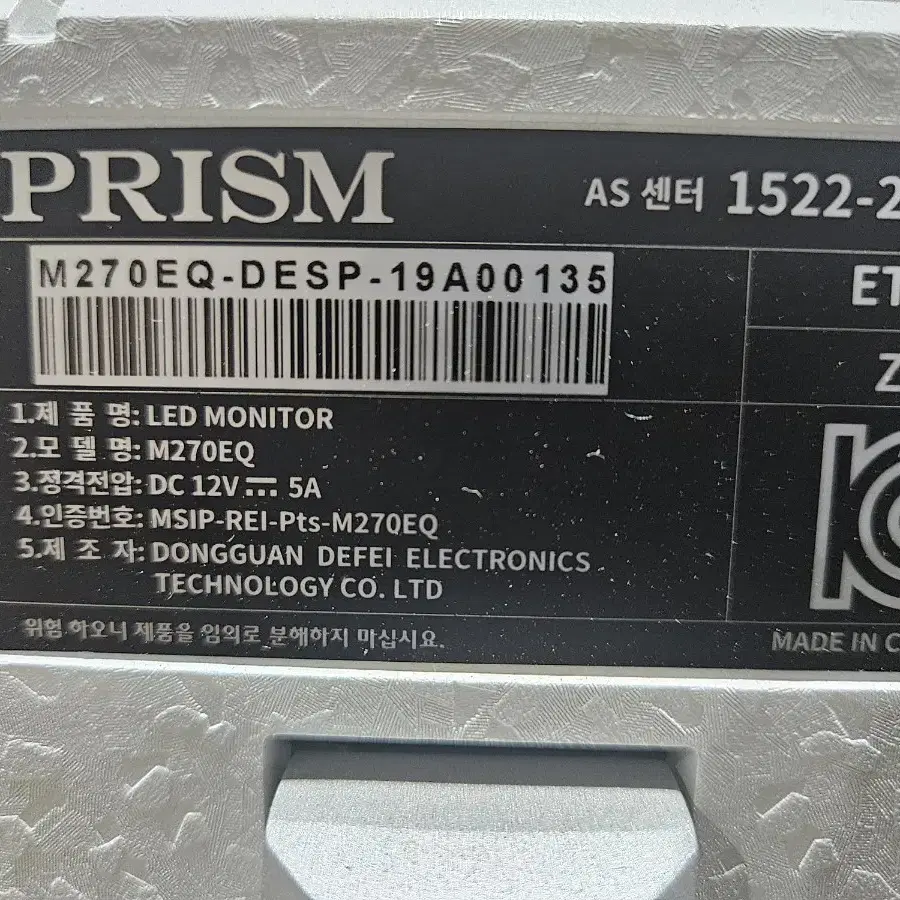 PRISM
AS 센터 1522-2
M270EQ-DESP-19A00135
ET
Z
1.제 품 명: LED MONITOR
2.모 델 명: M270EQ
3.정격전압: DC 12V⎓ 5A
4.인증번호: MSIP-REI-Pts-M270EQ
5.제 조 자: DONGGUAN DEFEI ELECTRONICS
TECHNOLOGY CO. LTD
위험 하오니 제품을 임의로 분해하지 마십시요.
MADE IN C